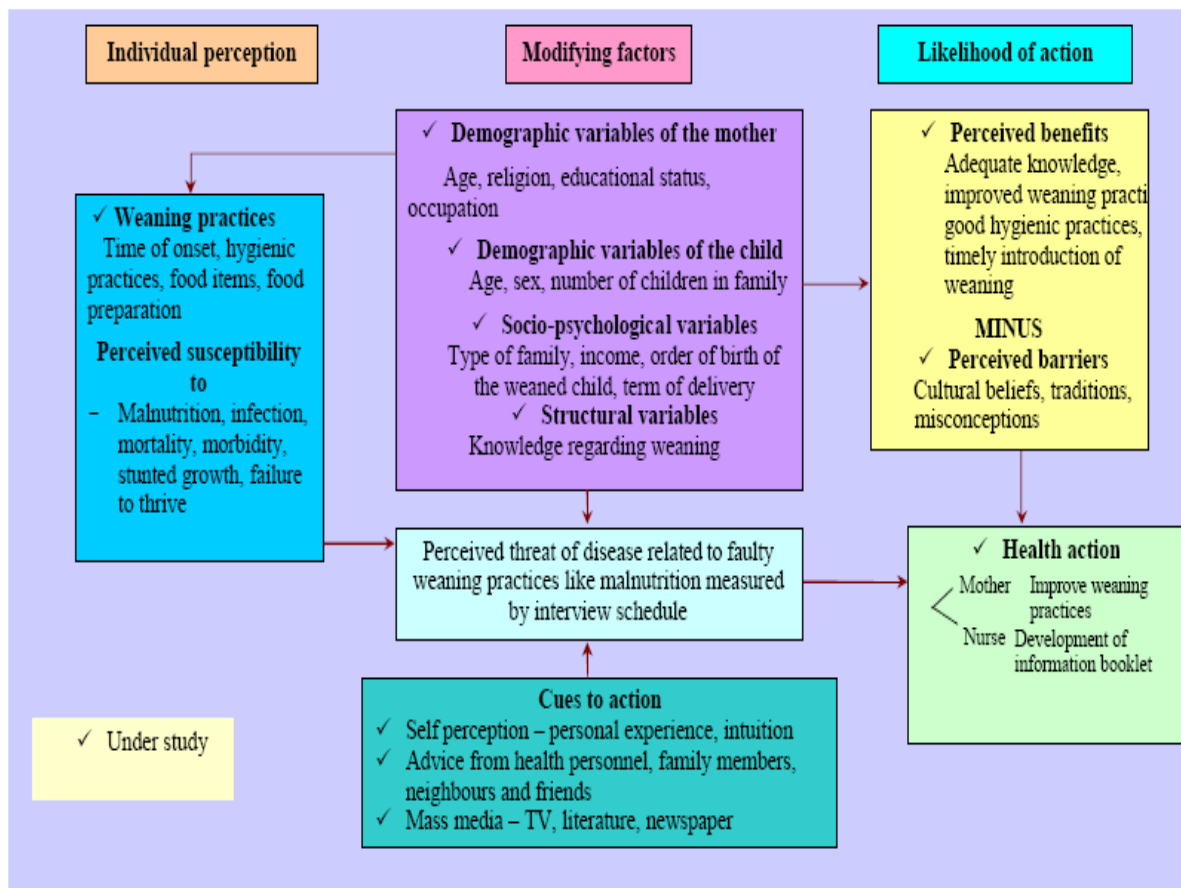 Individual perception
Modifying factors
Likelihood of action
✓ Weaning practices
Time of onset, hygienic
practices, food items, food
preparation
Perceived susceptibility
to
– Malnutrition, infection,
mortality, morbidity,
stunted growth, failure
to thrive
✓ Demographic variables of the mother
Age, religion, educational status,
occupation
✓ Demographic variables of the child
Age, sex, number of children in family
✓ Socio-psychological variables
Type of family, income, order of birth of
the weaned child, term of delivery
✓ Structural variables
Knowledge regarding weaning
✓ Perceived benefits
Adequate knowledge,
improved weaning practi
good hygienic practices,
timely introduction of
weaning
MINUS
✓ Perceived barriers
Cultural beliefs, traditions,
misconceptions
Perceived threat of disease related to faulty
weaning practices like malnutrition measured
by interview schedule
✓ Health action
Mother Improve weaning
practices
Nurse Development of
information booklet
Cues to action
✓ Self perception – personal experience, intuition
✓ Advice from health personnel, family members,
neighbours and friends
✓ Mass media – TV, literature, newspaper
✓ Under study